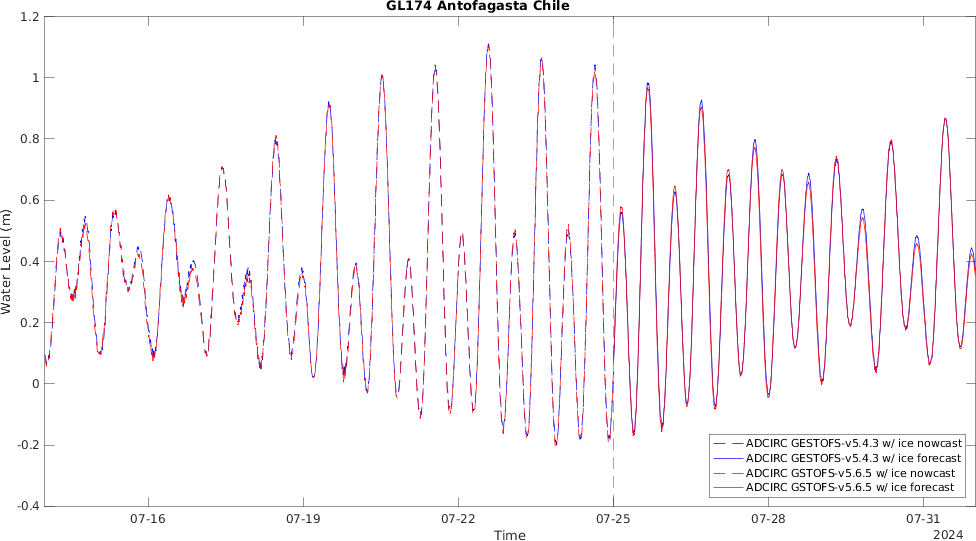 GL174 Antofagasta Chile
1.2
1
0.8
0.6
0.4
0.2
0
-0.2
-0.4
Water Level (m)
07-16
07-19
07-22
07-25
07-28
07-31
Time
2024
ADCIRC GESTOFS-v5.4.3 w/ ice nowcast
ADCIRC GESTOFS-v5.4.3 w/ ice forecast
ADCIRC GSTOFS-v5.6.5 w/ ice nowcast
ADCIRC GSTOFS-v5.6.5 w/ ice forecast